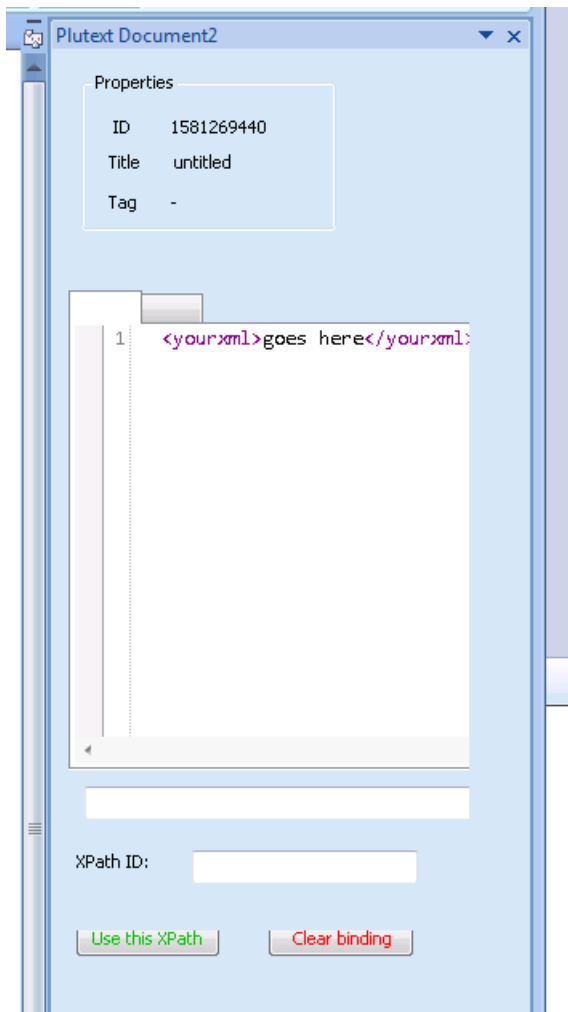 Plutext Document2
Properties
ID 1581269440
Title untitled
Tag -
1 <yourxml>goes here</yourxml>
XPath ID:
Use this XPath Clear binding